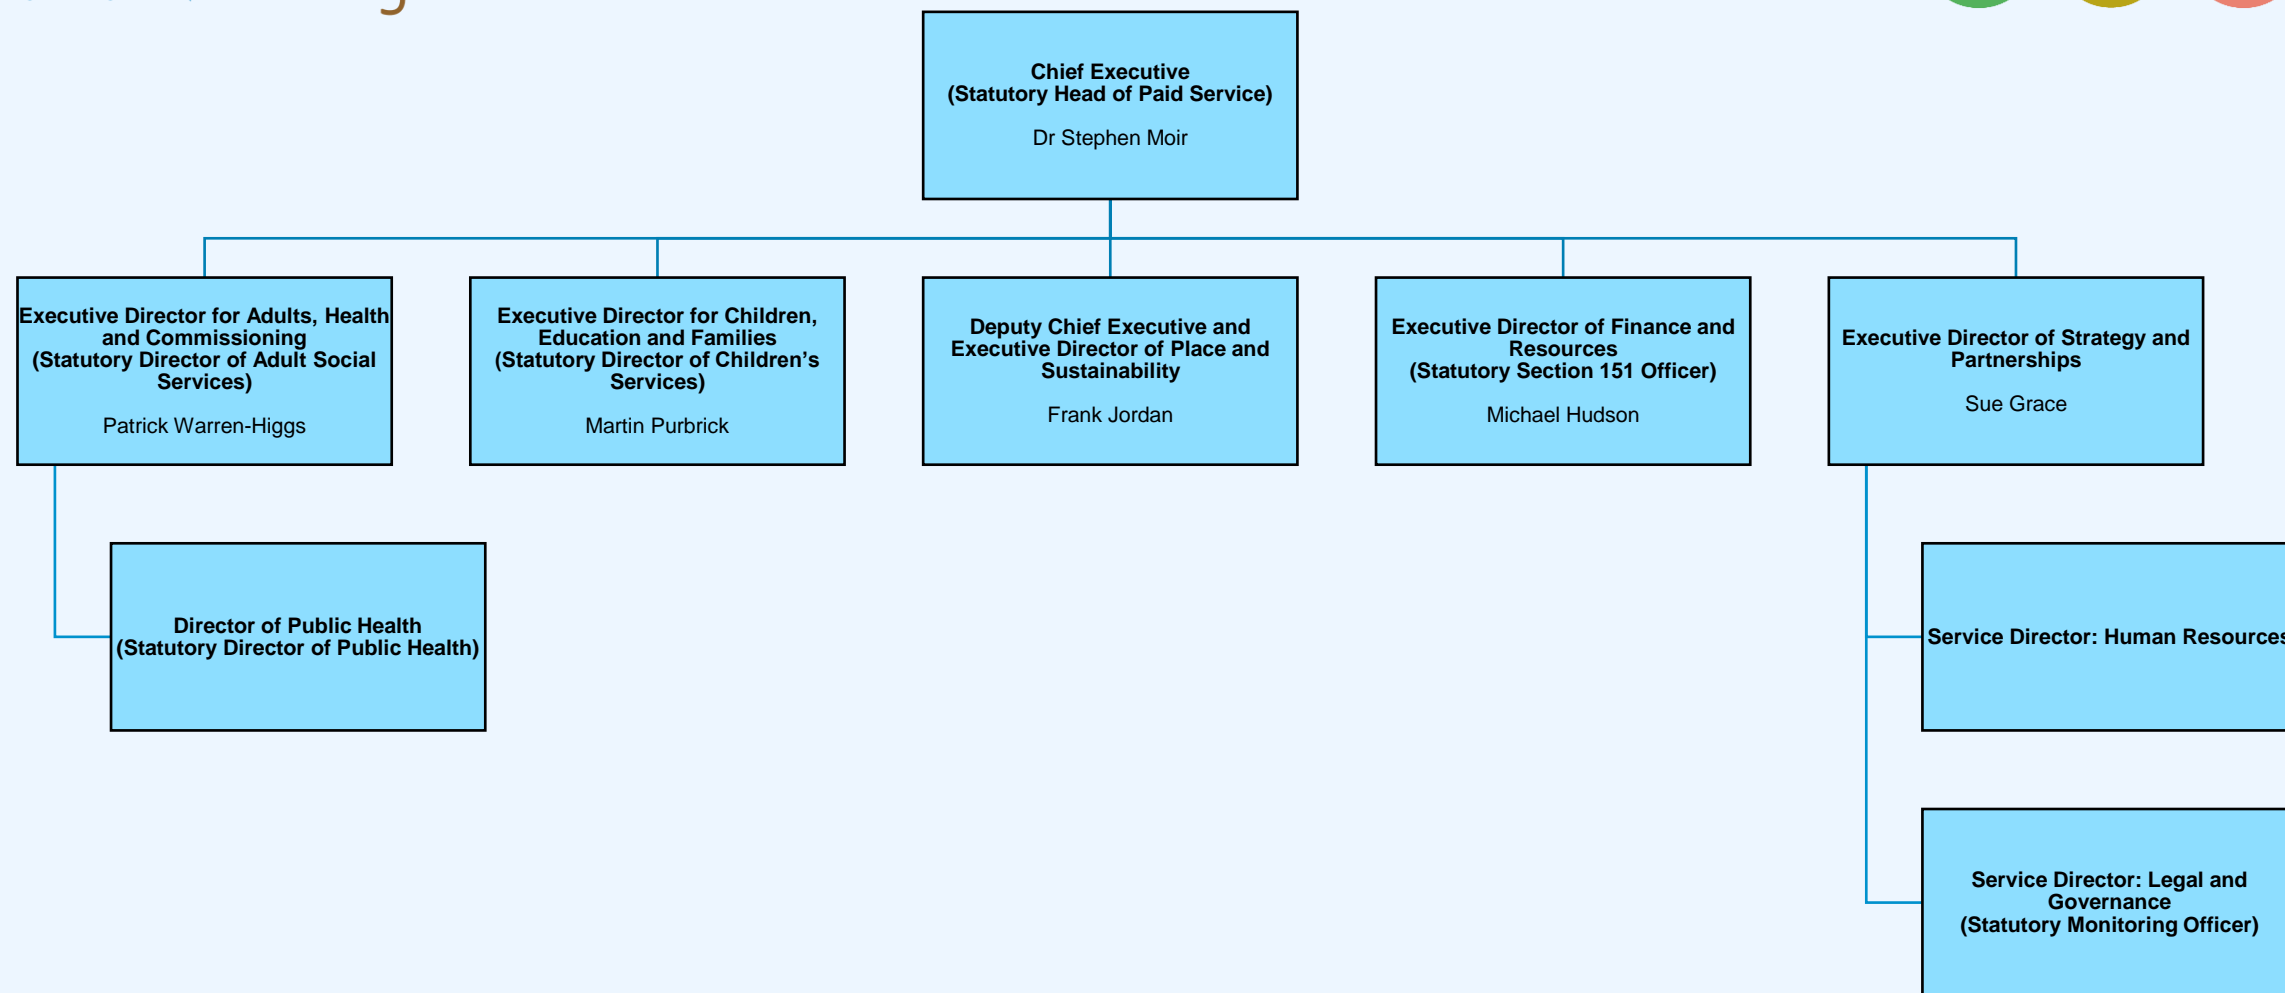 Chief Executive
(Statutory Head of Paid Service)
Dr Stephen Moir
Executive Director for Adults, Health
and Commissioning
(Statutory Director of Adult Social
Services)
Patrick Warren-Higgs
Executive Director for Children,
Education and Families
(Statutory Director of Children’s
Services)
Martin Purbrick
Deputy Chief Executive and
Executive Director of Place and
Sustainability
Frank Jordan
Executive Director of Finance and
Resources
(Statutory Section 151 Officer)
Michael Hudson
Executive Director of Strategy and
Partnerships
Sue Grace
Director of Public Health
(Statutory Director of Public Health)
Service Director: Human Resources
Service Director: Legal and
Governance
(Statutory Monitoring Officer)